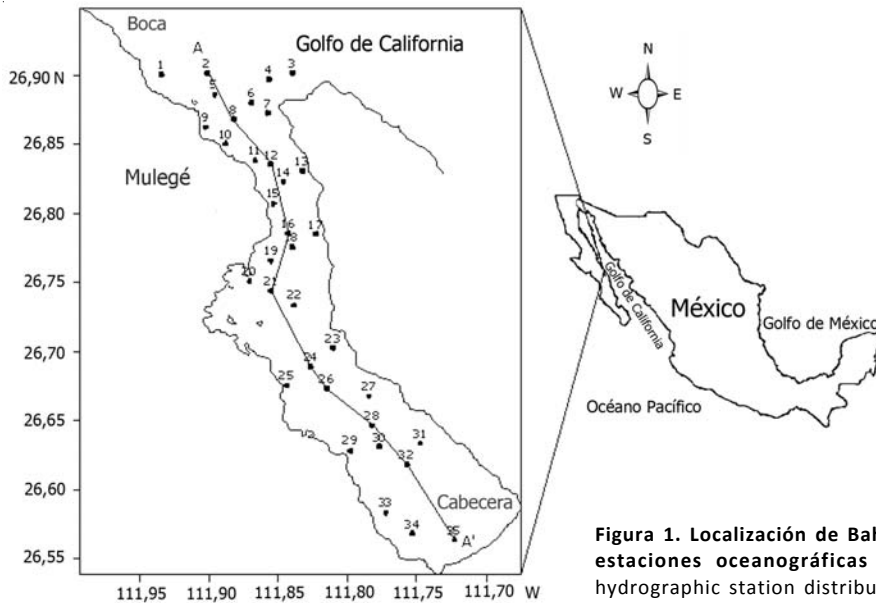 Boca
A
Golfo de California
1
2
3
4
26,90 N
5
6
7
8
9
10
26,85
11
12
13
14
Mulegé
15
26,80
16
17
8
19
20
26,75
21
22
23
26,70
24
25
26
27
26,65
28
29
30
31
32
26,60
33
Cabecera
34
35
A'
26,55
111,95
111,90
111,85
111,80
111,75
111,70
W
N
W
E
S
México
Golfo de California
Golfo de México
Océano Pacífico
Figura 1. Localización de Bah
estaciones oceanográficas
hydrographic station distribu